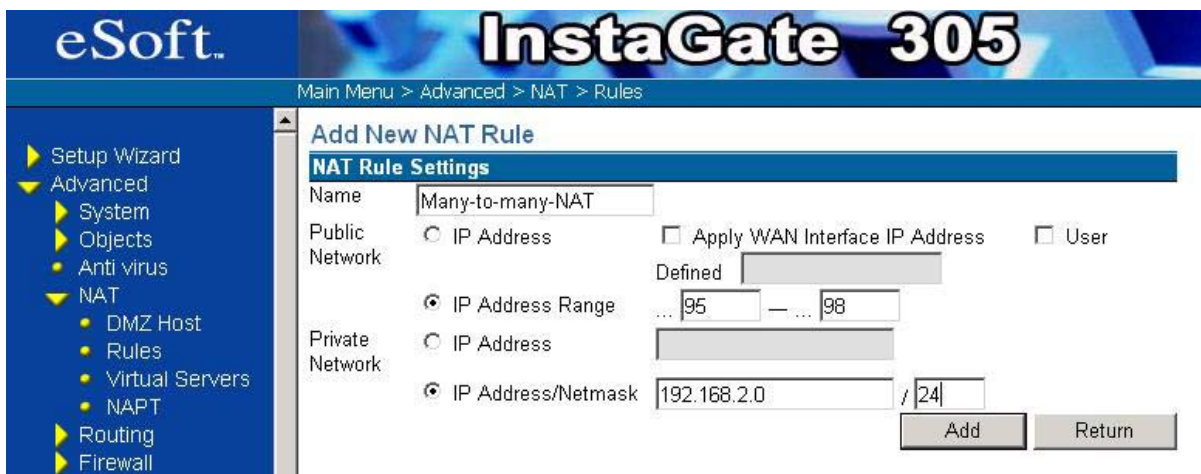 eSoft™
InstaGate 305
Main Menu > Advanced > NAT > Rules
Setup Wizard
Advanced
System
Objects
Anti virus
NAT
DMZ Host
Rules
Virtual Servers
NAPT
Routing
Firewall
Add New NAT Rule
NAT Rule Settings
Name Many-to-many-NAT
Public Network
IP Address Apply WAN Interface IP Address User
Defined
IP Address Range ... 95 — ... 98
Private Network
IP Address
IP Address/Netmask 192.168.2.0 / 24
Add Return